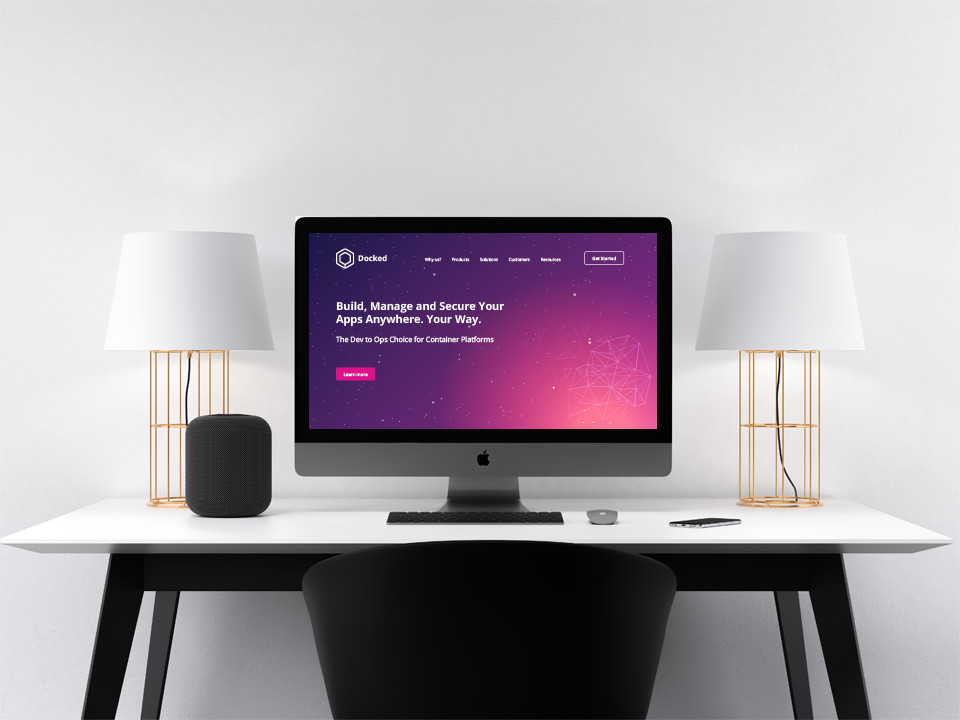 Docked
Why us? Products Solutions Customers Resources
Get Started
Build, Manage and Secure Your
Apps Anywhere. Your Way.
The Dev to Ops Choice for Container Platforms
Learn more